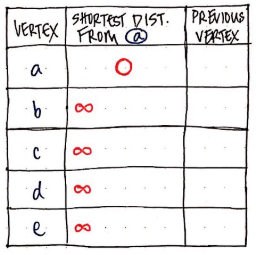 VERTEX SHORTEST DIST. FROM a PREVIOUS VERTEX
a 0
b ∞
c ∞
d ∞
e ∞